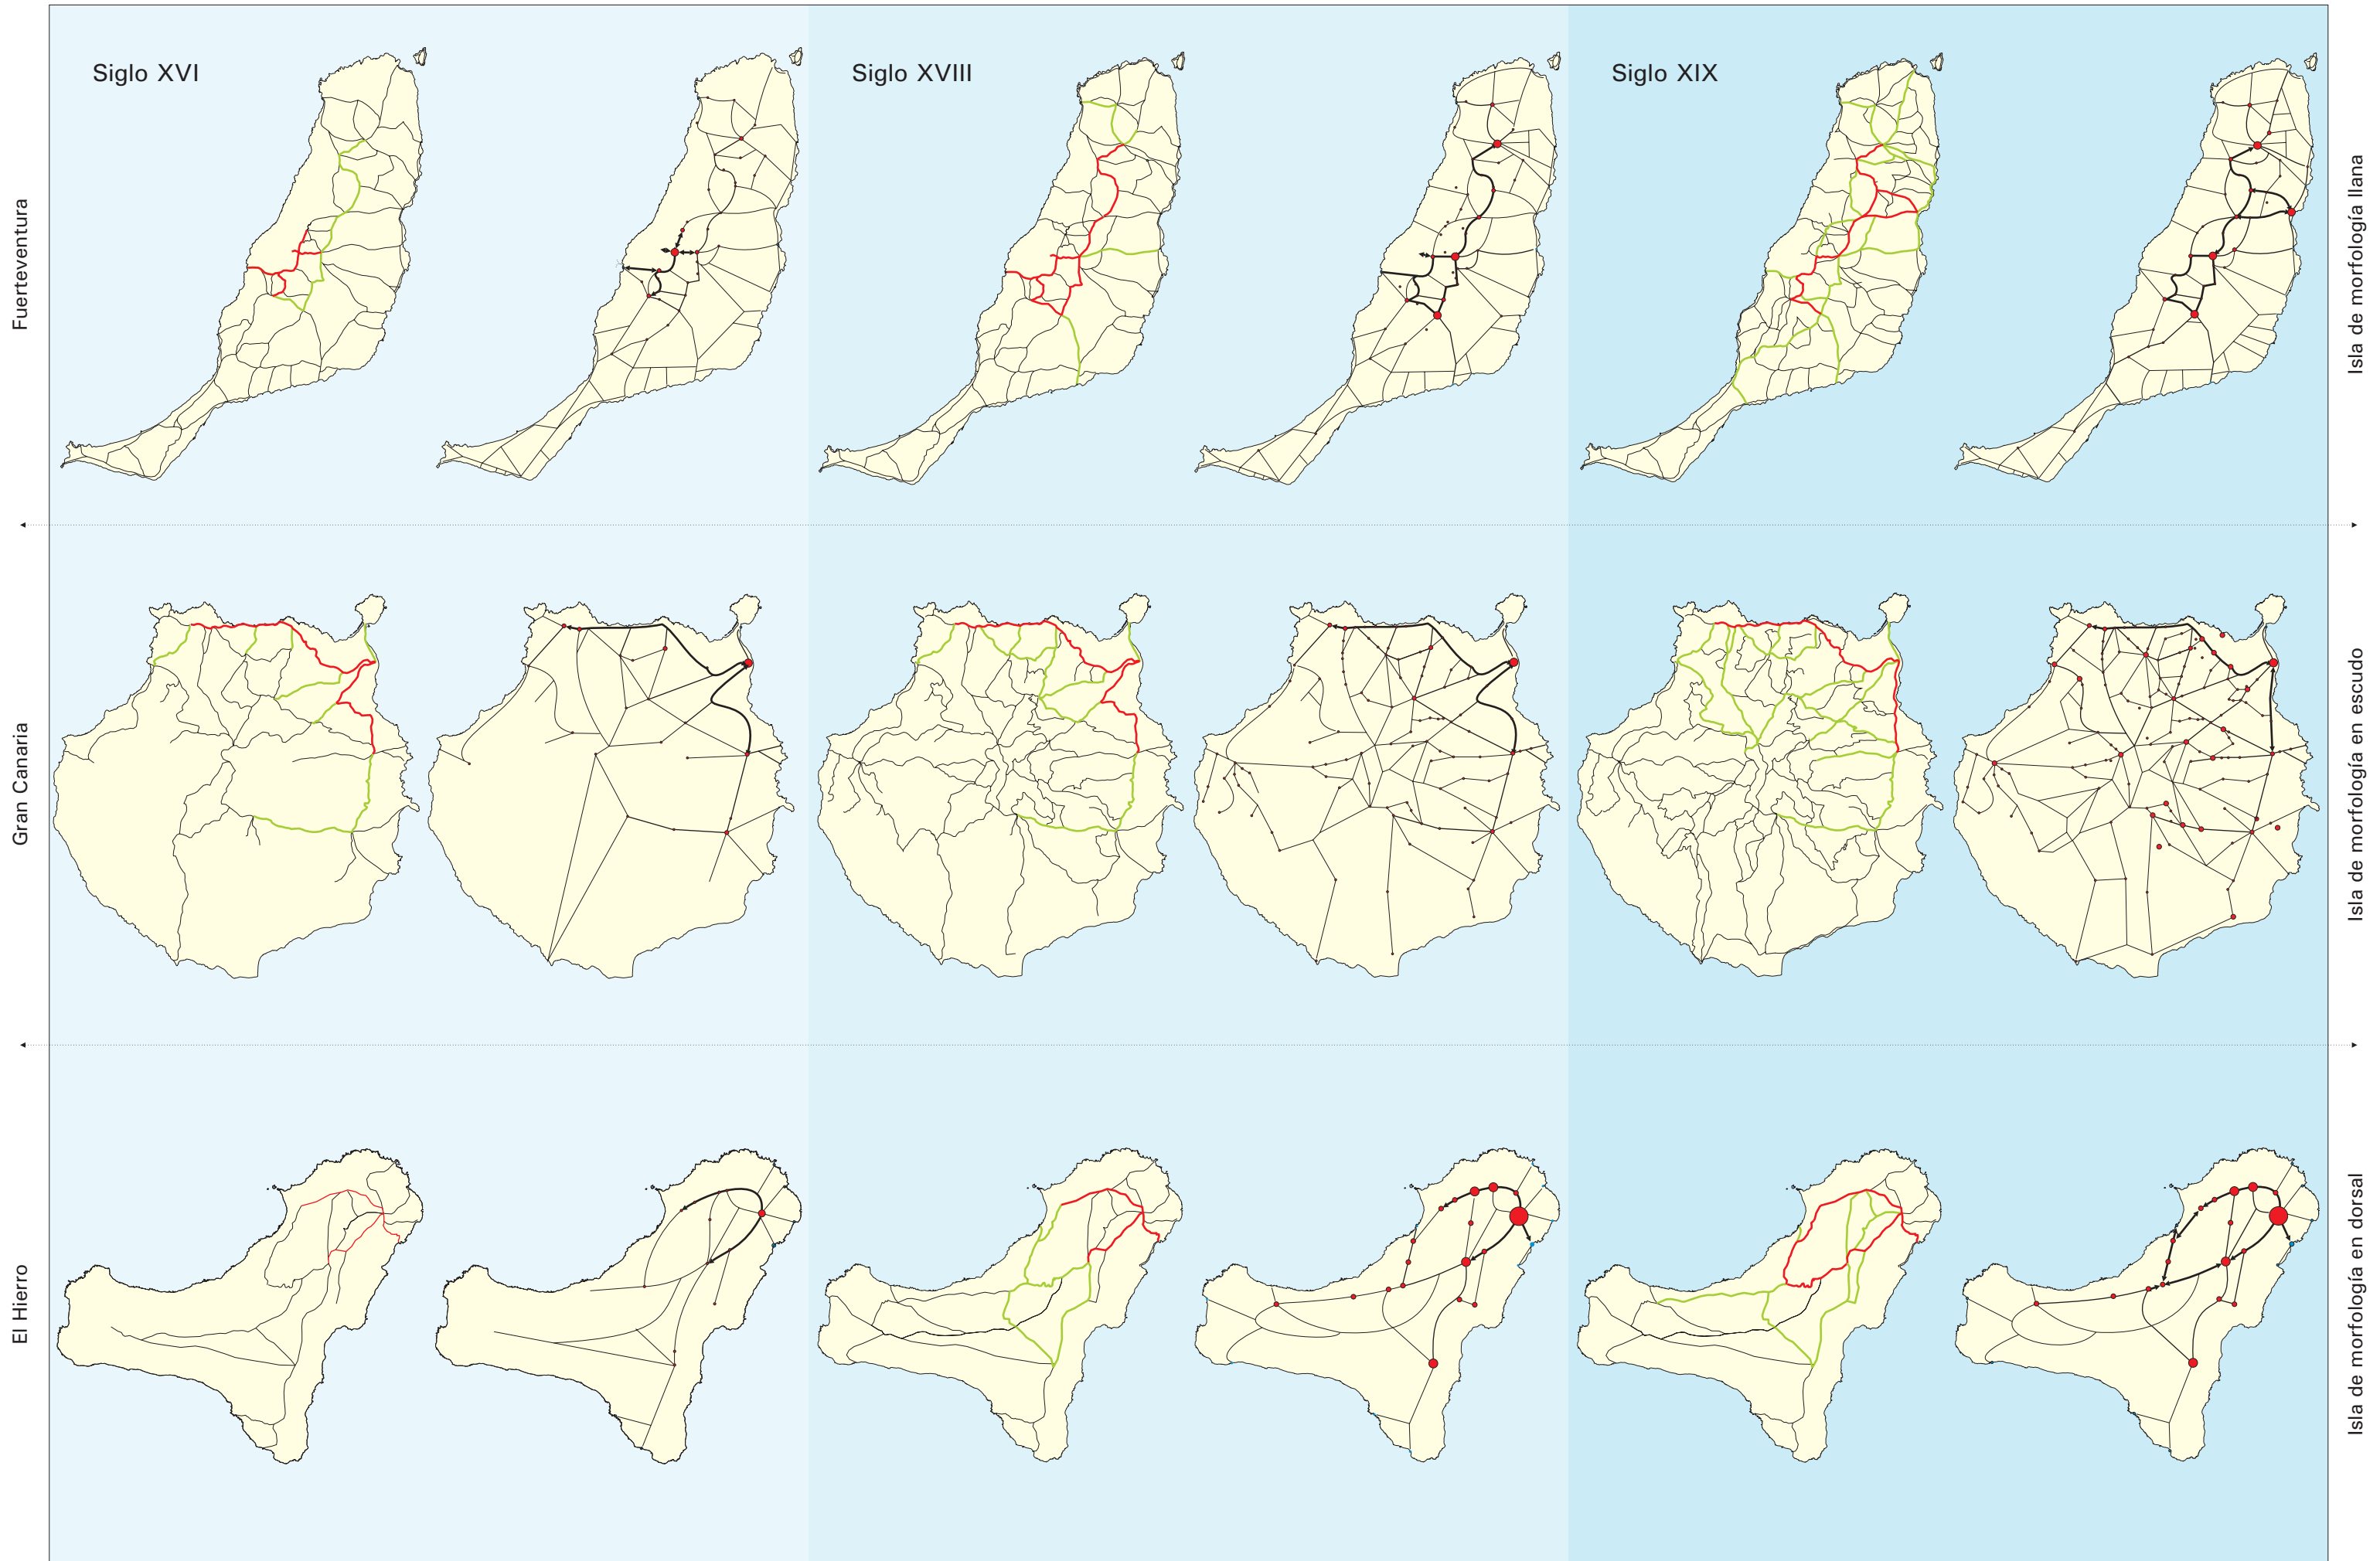 Siglo XVI
Siglo XVIII
Siglo XIX
Fuerteventura
Isla de morfología llana
Gran Canaria
Isla de morfología en escudo
El Hierro
Isla de morfología en dorsal